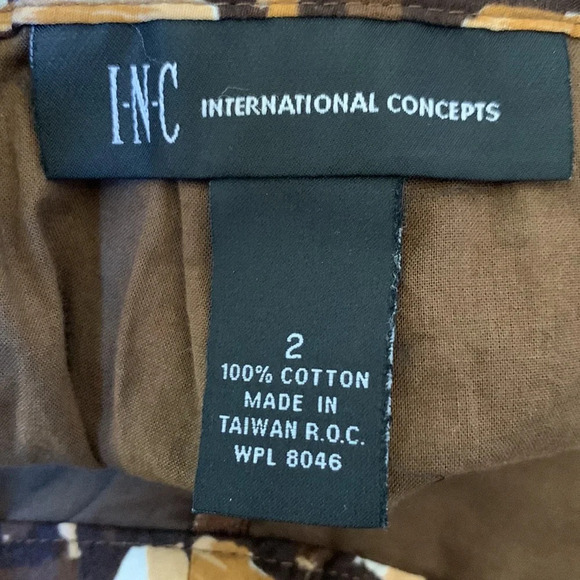 I-N-C INTERNATIONAL CONCEPTS
2
100% COTTON
MADE IN
TAIWAN R.O.C.
WPL 8046